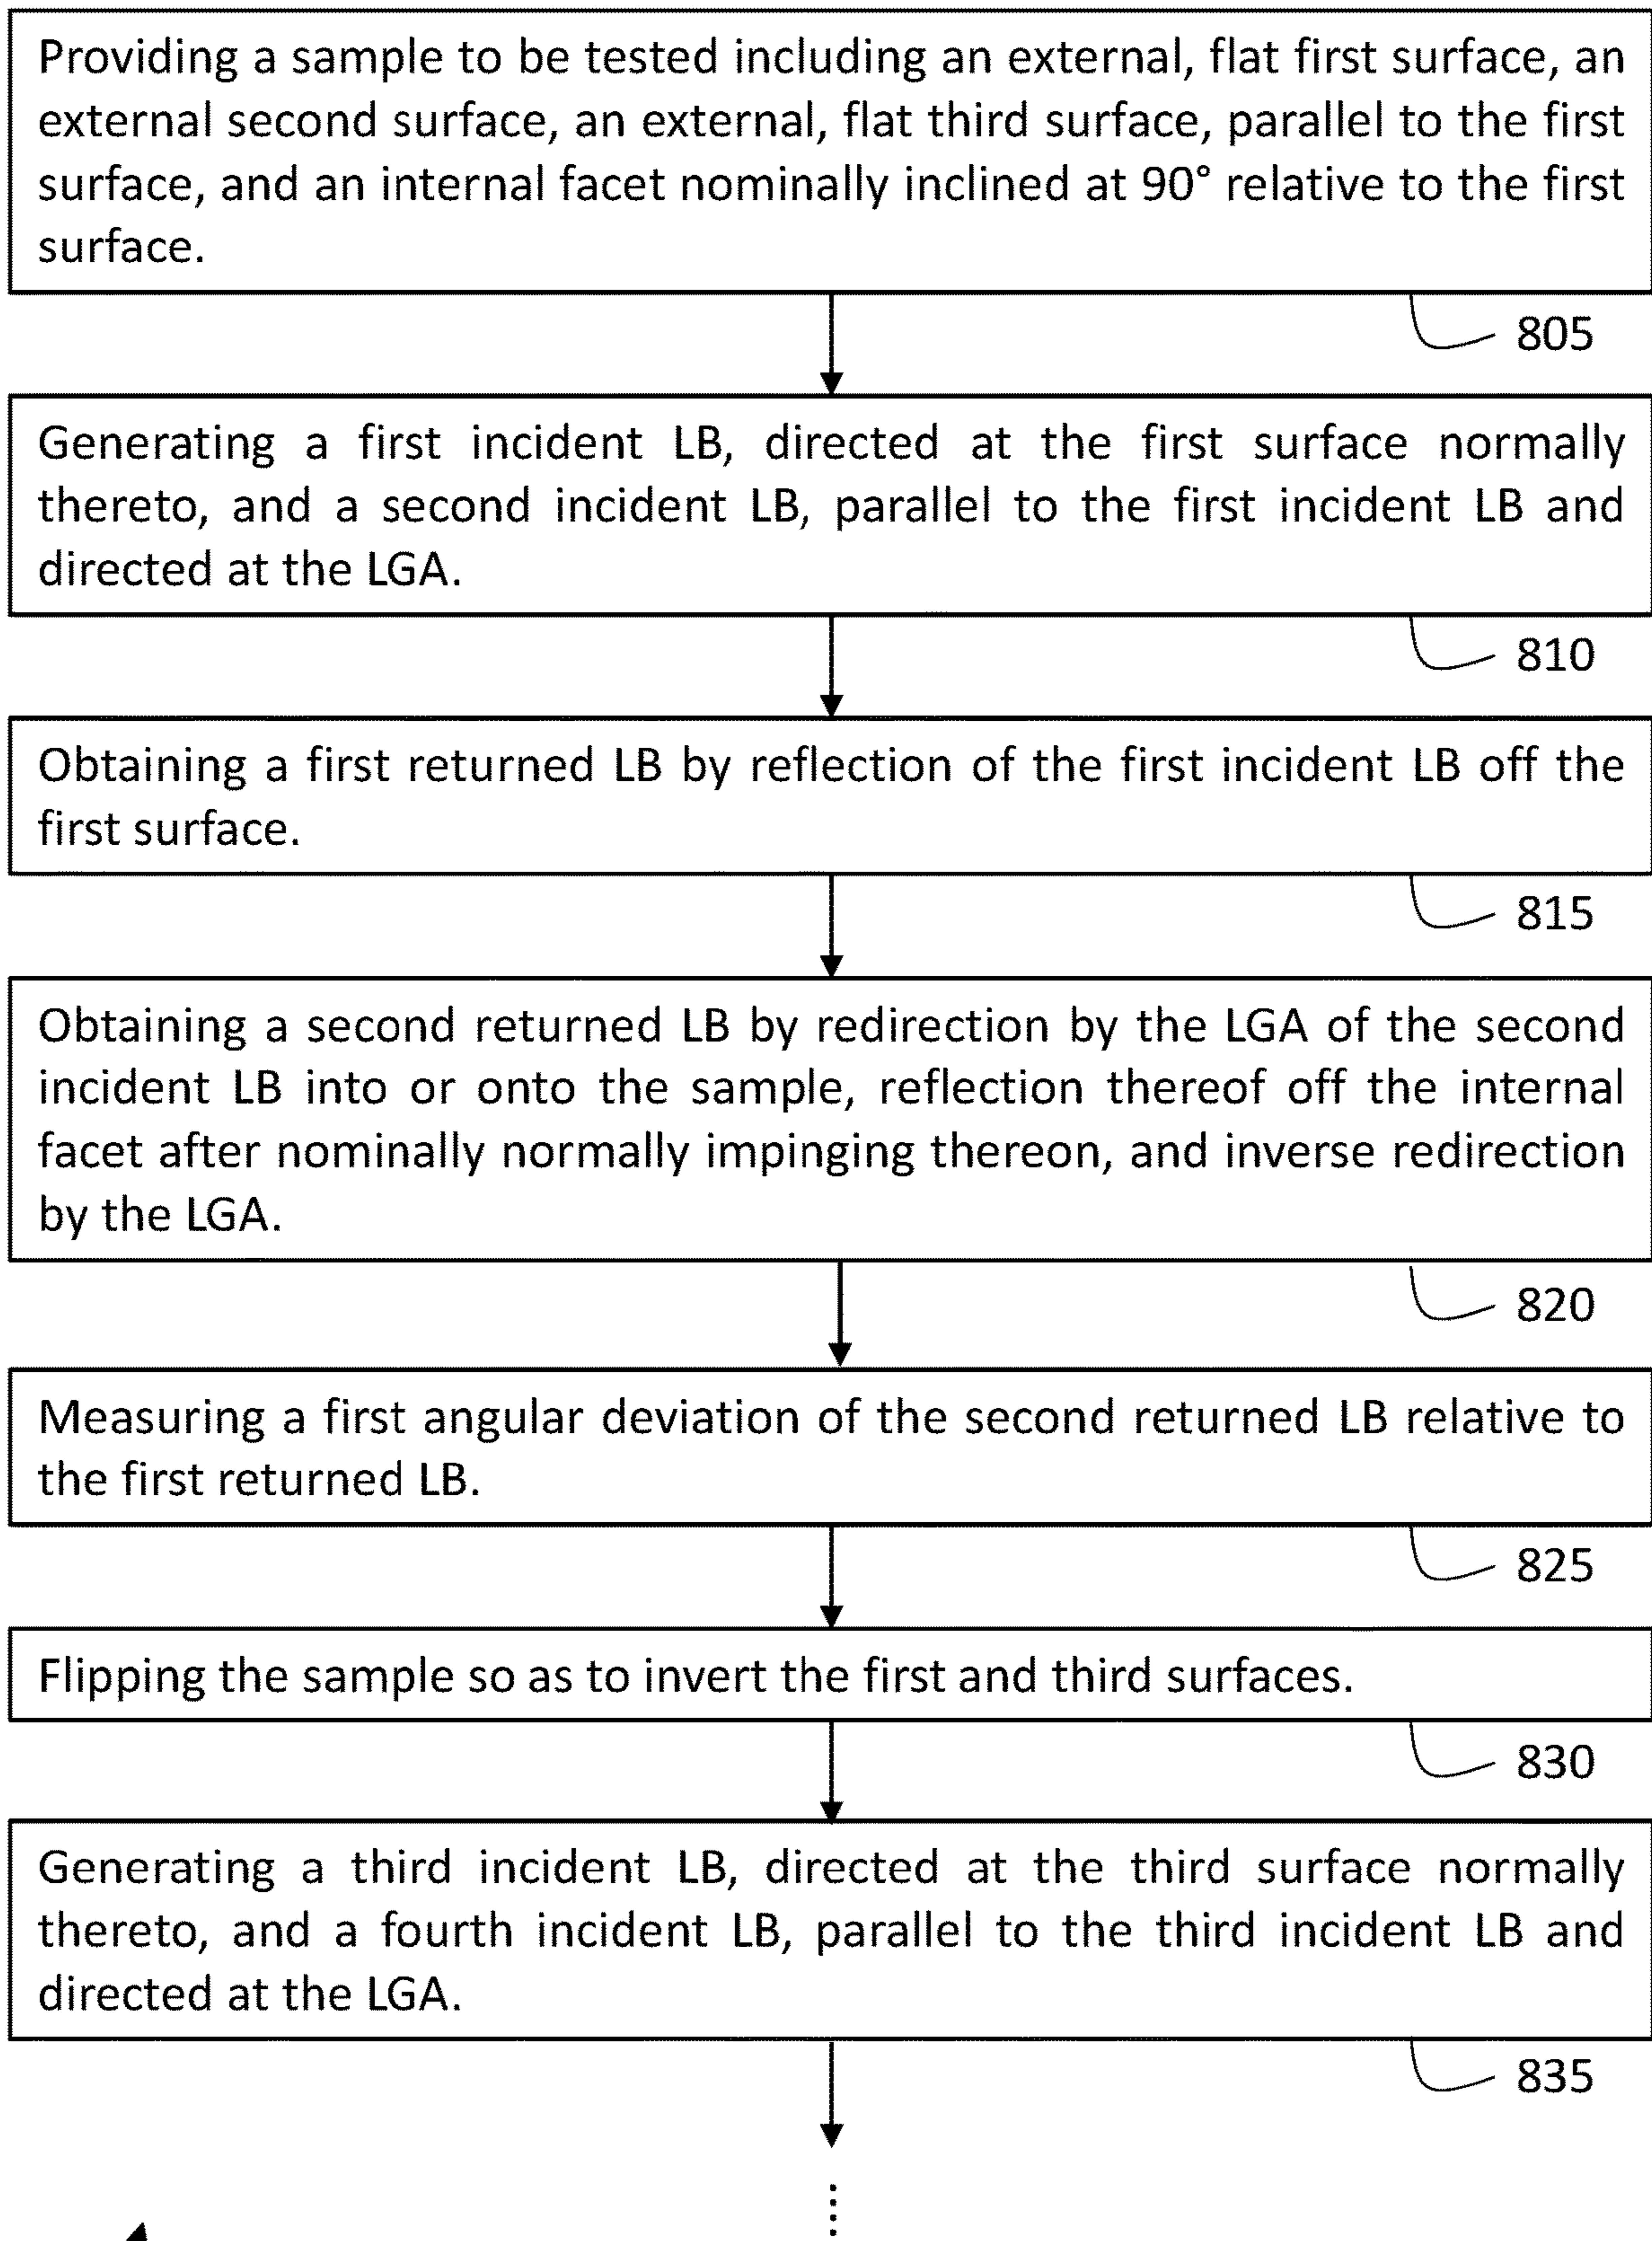 Providing a sample to be tested including an external, flat first surface, an
external second surface, an external, flat third surface, parallel to the first
surface, and an internal facet nominally inclined at 90° relative to the first
surface.
805
Generating a first incident LB, directed at the first surface normally
thereto, and a second incident LB, parallel to the first incident LB and
directed at the LGA.
810
Obtaining a first returned LB by reflection of the first incident LB off the
first surface.
815
Obtaining a second returned LB by redirection by the LGA of the second
incident LB into or onto the sample, reflection thereof off the internal
facet after nominally normally impinging thereon, and inverse redirection
by the LGA.
820
Measuring a first angular deviation of the second returned LB relative to
the first returned LB.
825
Flipping the sample so as to invert the first and third surfaces.
830
Generating a third incident LB, directed at the third surface normally
thereto, and a fourth incident LB, parallel to the third incident LB and
directed at the LGA.
835